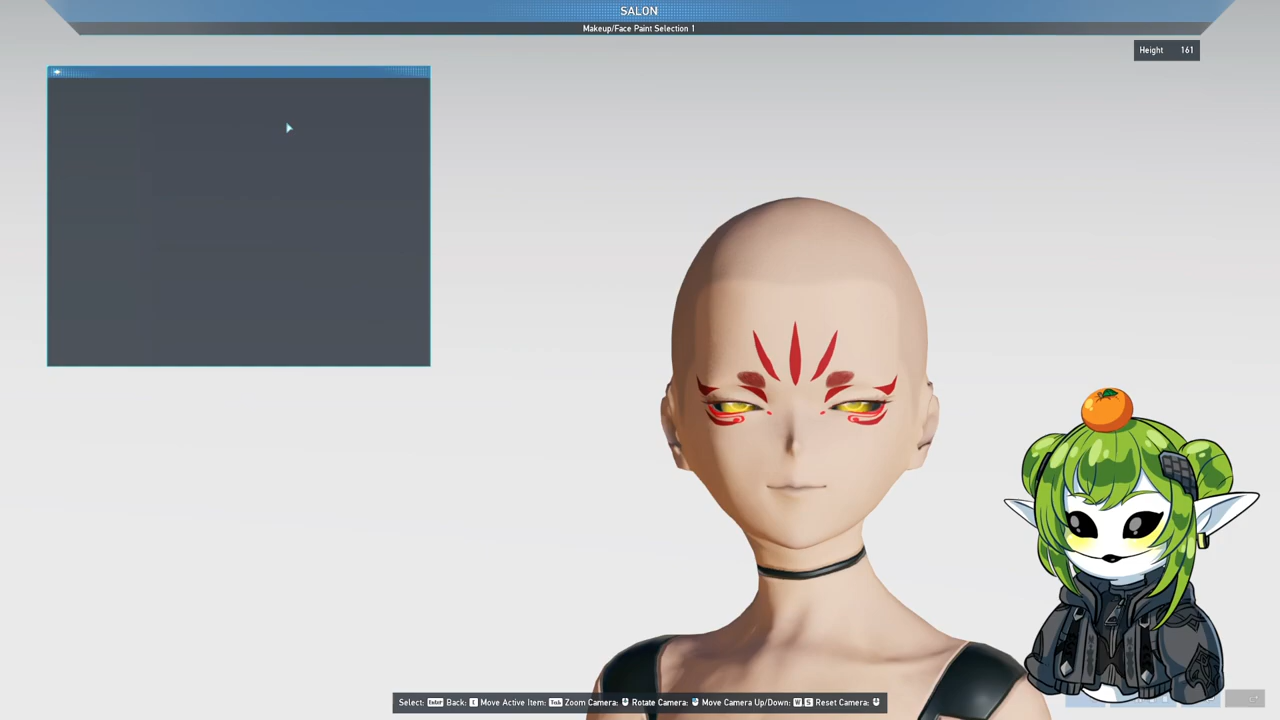 SALON
Makeup/Face Paint Selection 1
Height 161
Select: Enter Back: E Move Active Item: Tab Zoom Camera: Rotate Camera: Move Camera Up/Down: W S Reset Camera: